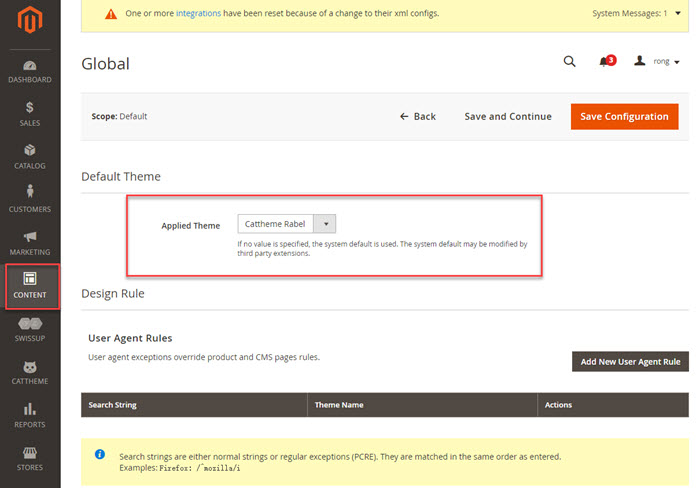 One or more integrations have been reset because of a change to their xml configs.
System Messages: 1
Global
3
rong
Scope: Default
Back
Save and Continue
Save Configuration
DASHBOARD
SALES
CATALOG
CUSTOMERS
MARKETING
CONTENT
SWISSUP
CATTHEME
REPORTS
STORES
Default Theme
Applied Theme
Cattheme Rabel
If no value is specified, the system default is used. The system default may be modified by
third party extensions.
Design Rule
User Agent Rules
User agent exceptions override product and CMS pages rules.
Add New User Agent Rule
Search String
Theme Name
Actions
Search strings are either normal strings or regular exceptions (PCRE). They are matched in the same order as entered.
Examples: Firefox: /^mozilla/i